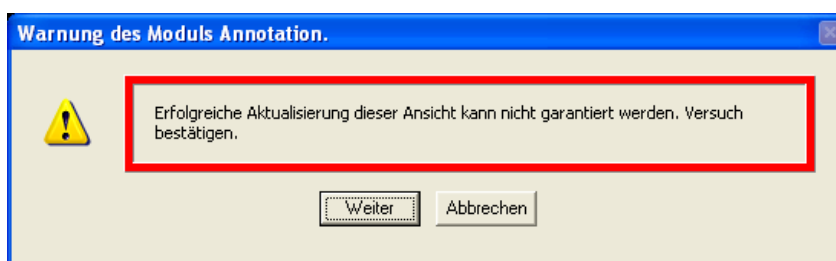 Warnung des Moduls Annotation.
Erfolgreiche Aktualisierung dieser Ansicht kann nicht garantiert werden. Versuch
bestätigen.
Weiter Abbrechen